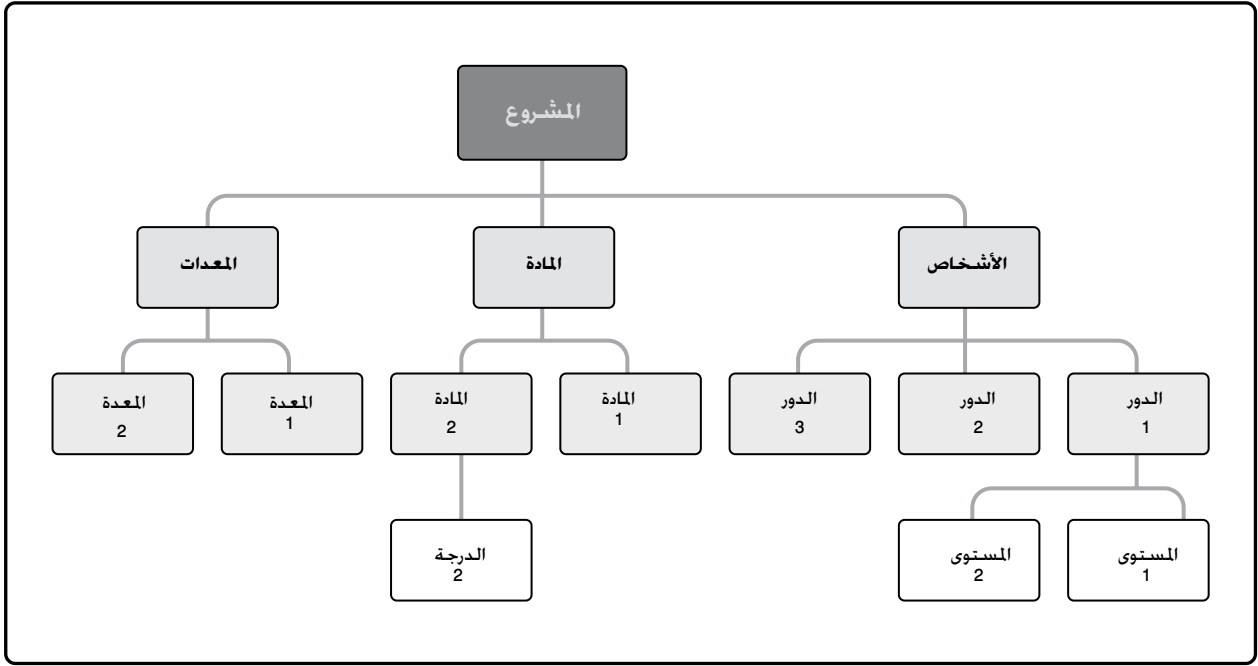 المشروع
الأشخاص
المادة
المعدات
الدور
1
الدور
2
الدور
3
المادة
1
المادة
2
المعدة
1
المعدة
2
المستوى
1
المستوى
2
الدرجة
2